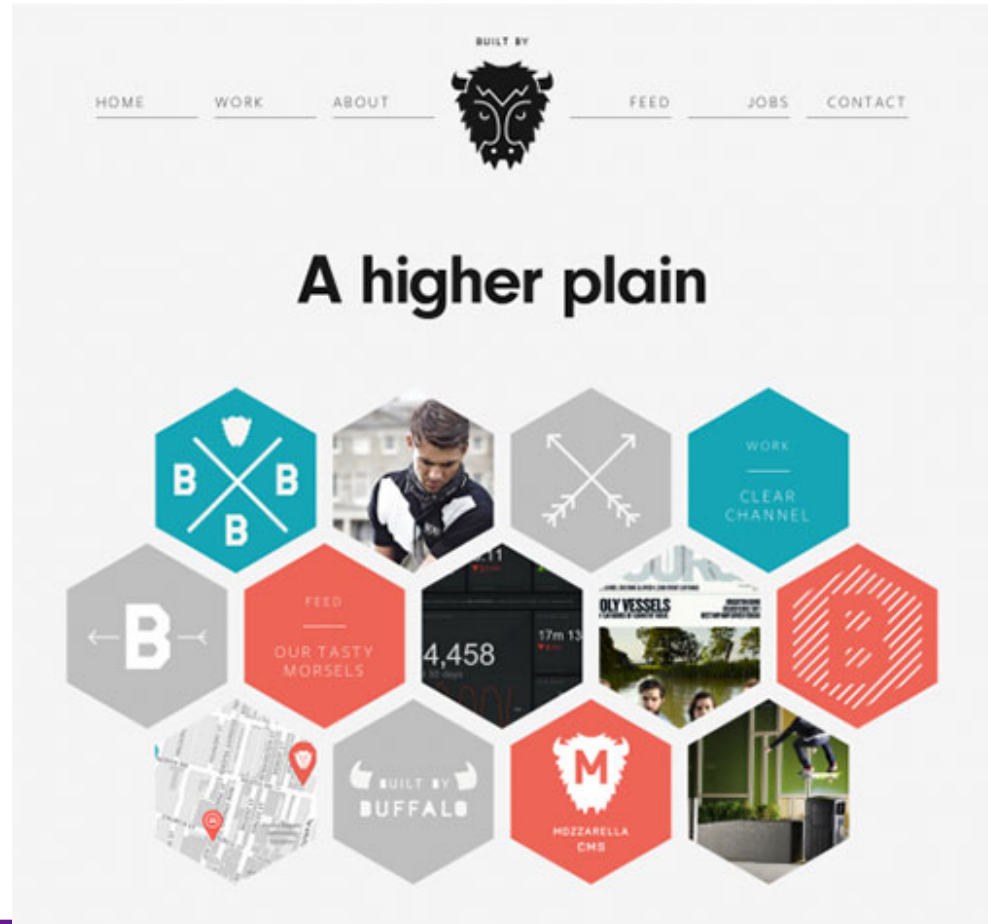 BUILT BY
HOME WORK ABOUT FEED JOBS CONTACT
A higher plain
B B
B
WORK
CLEAR
CHANNEL
B
FEED
OUR TASTY
MORSELS
.11
4,458
17m 13
OLY VESSELS
B
BUILT BY
BUFFALO
M
MOZZARELLA
CMS